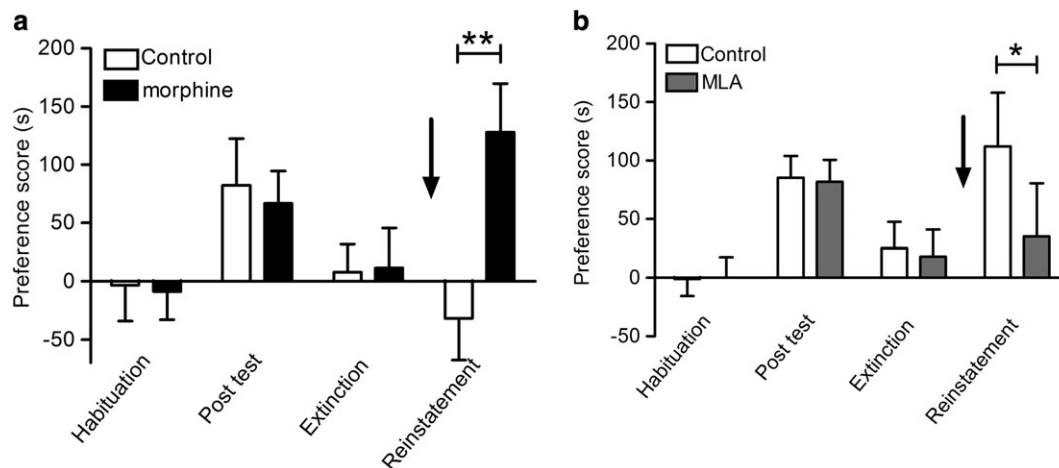 a
200
150
100
50
0
-50
Preference score (s)
Control
morphine
**
Habituation
Post test
Extinction
Reinstatement
b
200
150
100
50
0
-50
Preference score (s)
Control
MLA
*
Habituation
Post test
Extinction
Reinstatement